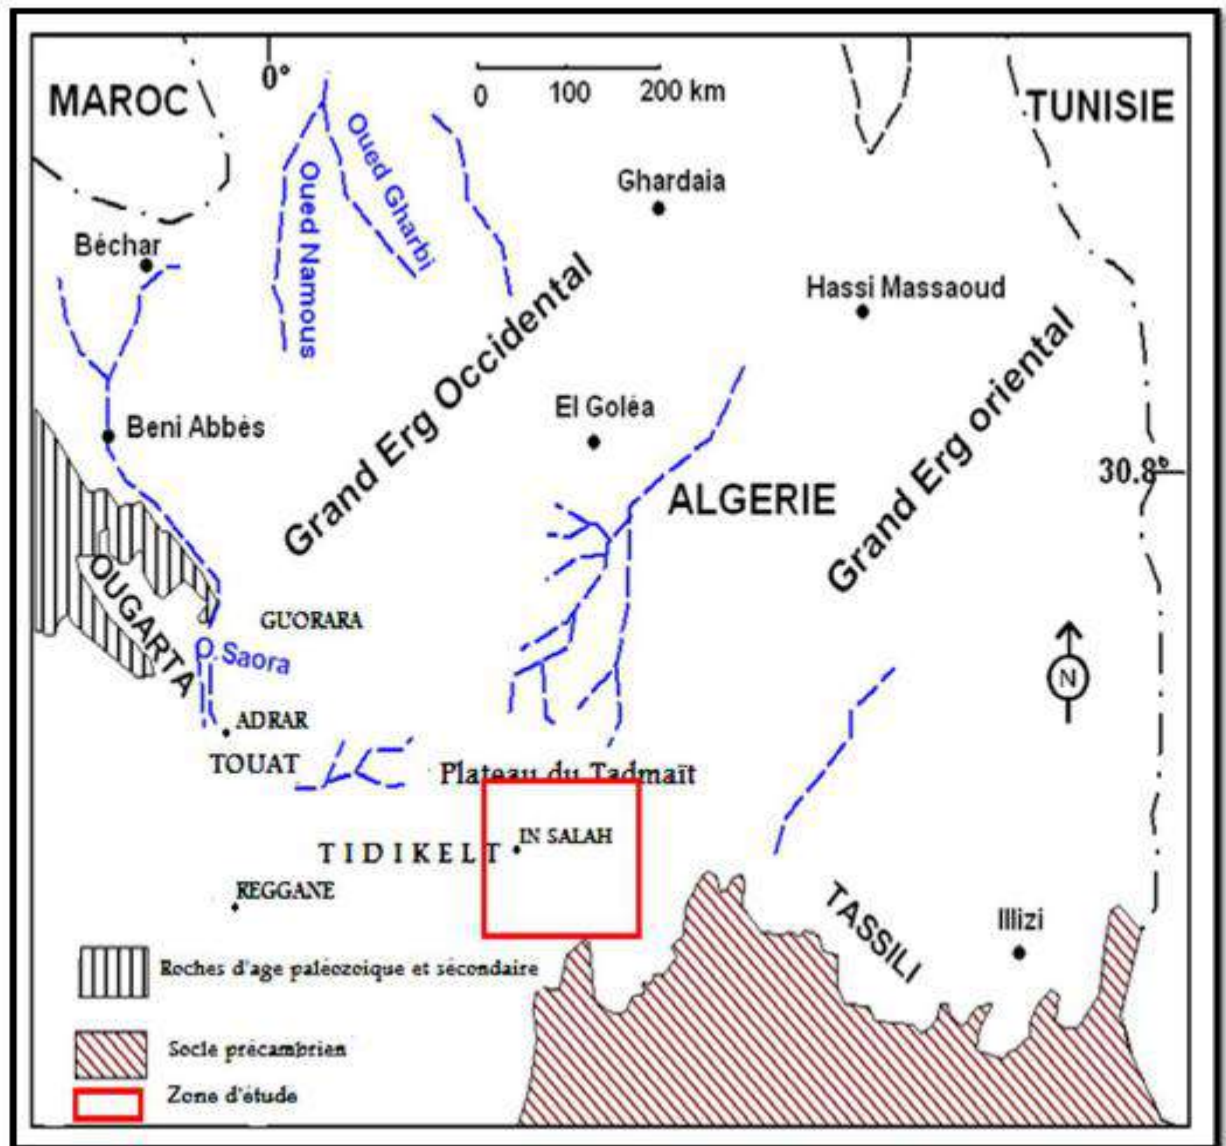 MAROC
0°
0 100 200 km
TUNISIE
Oued Gharbi
Oued Namous
Ghardaia
Béchar
Hassi Massaoud
Grand Erg Occidental
Grand Erg oriental
El Goléa
Beni Abbès
30.8°
ALGERIE
OUGARTA
GUORARA
O.Saora
N
ADRAR
TOUAT
Plateau du Tadmaït
IN SALAH
TIDIKELT
REGGANE
TASSILI
Illizi
Roches d'age paléozoique et sécondaire
Socle précambrien
Zone d'étude